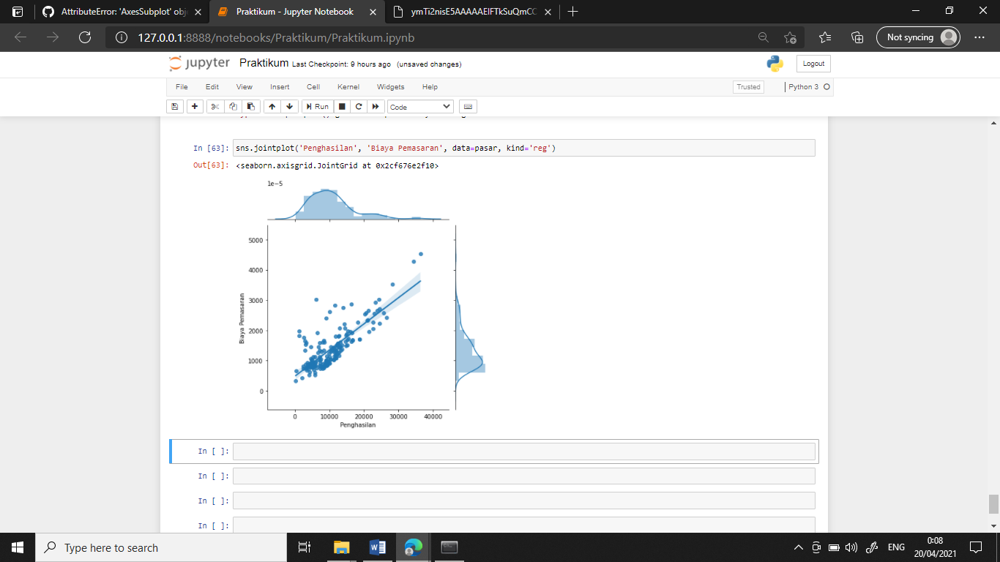 AttributeError: 'AxesSubplot' obje
Praktikum - Jupyter Notebook
ymTi2nisE5AAAAAElFTkSuQmCC
127.0.0.1:8888/notebooks/Praktikum/Praktikum.ipynb
Not syncing
jupyter Praktikum Last Checkpoint: 9 hours ago (unsaved changes)
Logout
File Edit View Insert Cell Kernel Widgets Help
Trusted Python 3
Run Code
In [63]: sns.jointplot('Penghasilan', 'Biaya Pemasaran', data=pasar, kind='reg')
Out[63]: <seaborn.axisgrid.JointGrid at 0x2cf676e2f10>
1e−5
5000
4000
3000
2000
1000
0
Biaya Pemasaran
0 10000 20000 30000 40000
Penghasilan
In [ ]:
In [ ]:
In [ ]:
In [ ]:
Type here to search
ENG
0:08
20/04/2021